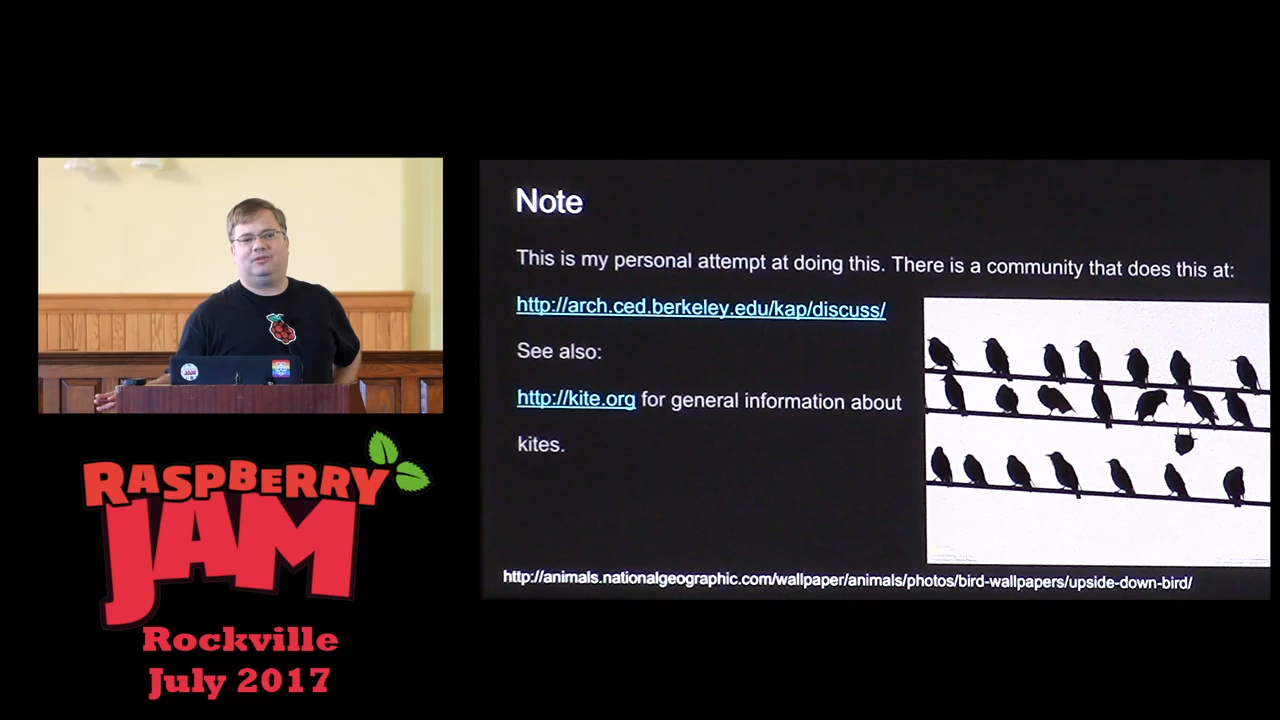 Note
This is my personal attempt at doing this. There is a community that does this at:
http://arch.ced.berkeley.edu/kap/discuss/
See also:
http://kite.org for general information about
kites.
http://animals.nationalgeographic.com/wallpaper/animals/photos/bird-wallpapers/upside-down-bird/
RASPBERRY
JAM
Rockville
July 2017